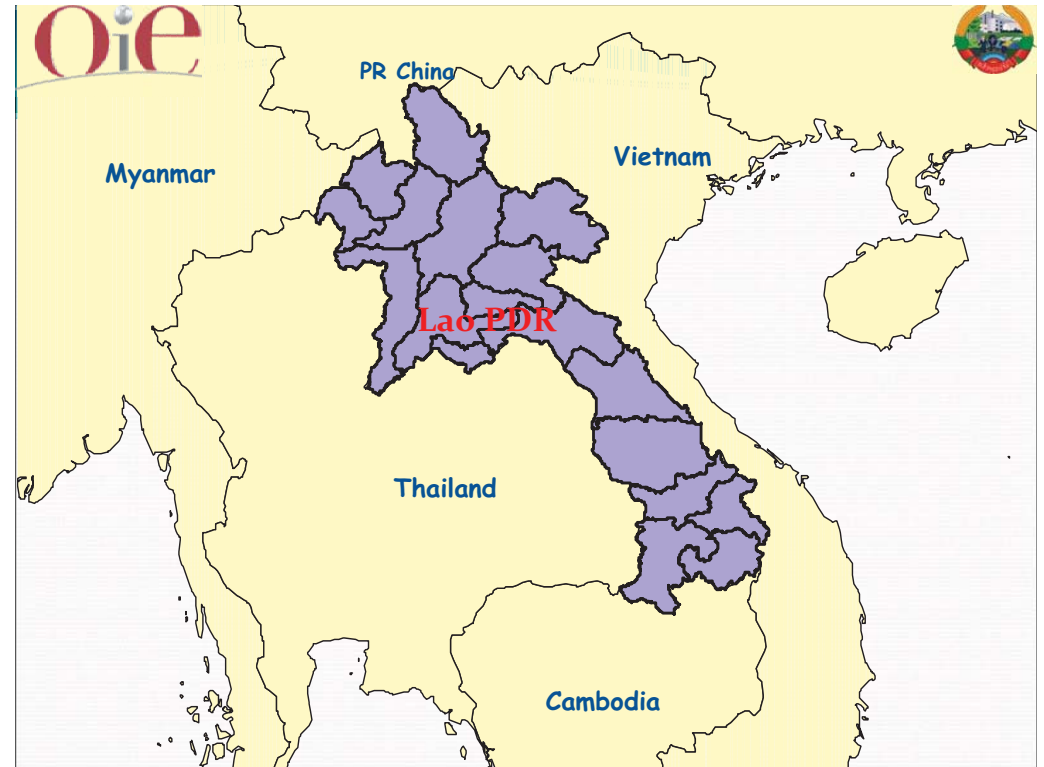 OiE
PR China
Vietnam
Myanmar
Lao PDR
Thailand
Cambodia